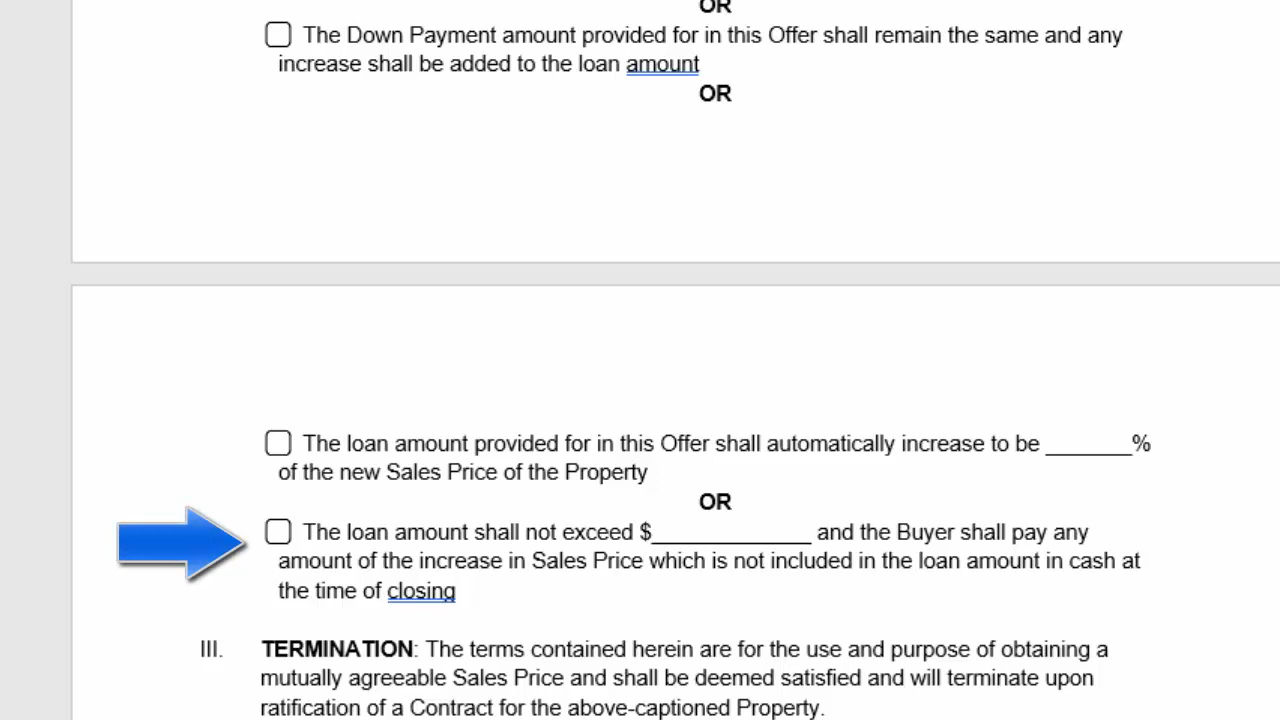 OR
The Down Payment amount provided for in this Offer shall remain the same and any
increase shall be added to the loan amount
OR
The loan amount provided for in this Offer shall automatically increase to be _______%
of the new Sales Price of the Property
OR
The loan amount shall not exceed $_____________ and the Buyer shall pay any
amount of the increase in Sales Price which is not included in the loan amount in cash at
the time of closing
III. TERMINATION: The terms contained herein are for the use and purpose of obtaining a
mutually agreeable Sales Price and shall be deemed satisfied and will terminate upon
ratification of a Contract for the above-captioned Property.